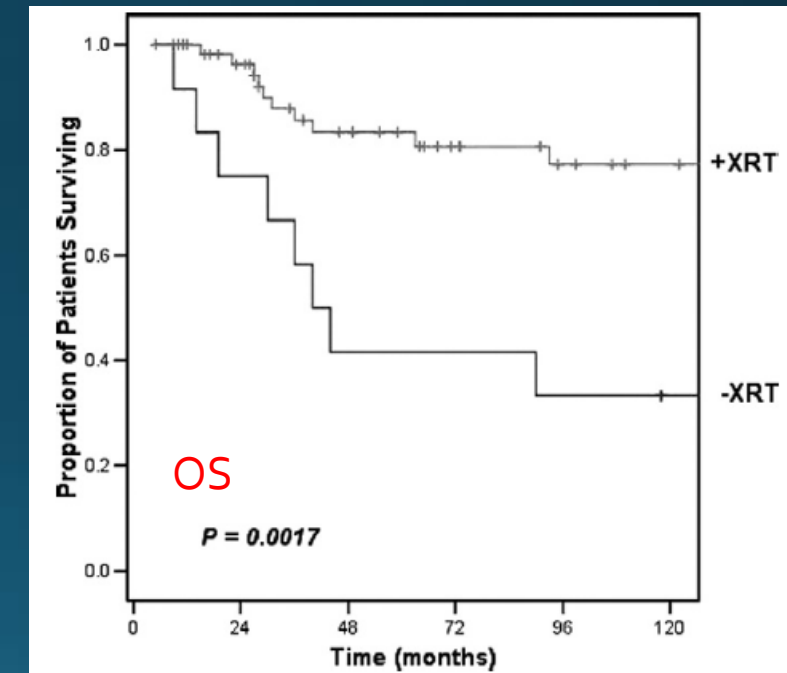 Proportion of Patients Surviving
1.0
0.8
0.6
0.4
0.2
0.0
+XRT
-XRT
OS
P = 0.0017
0 24 48 72 96 120
Time (months)